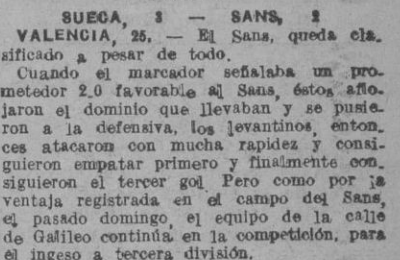 SUECA, 3 — SANS, 2
VALENCIA, 25. — El Sans, queda cla-
sificado a pesar de todo.
Cuando el marcador señalaba un pro-
metedor 2.0 favorable al Sans, éstos aflo-
jaron el dominio que llevaban y se pusie-
ron a la defensiva, los levantinos, enton-
ces atacaron con mucha rapidez y consi-
guieron empatar primero y finalmente con-
siguieron el tercer gol. Pero como por la
ventaja registrada en el campo del Sans,
el pasado domingo, el equipo de la calle
de Galileo continúa en la competición, para
el ingeso a tercera división.